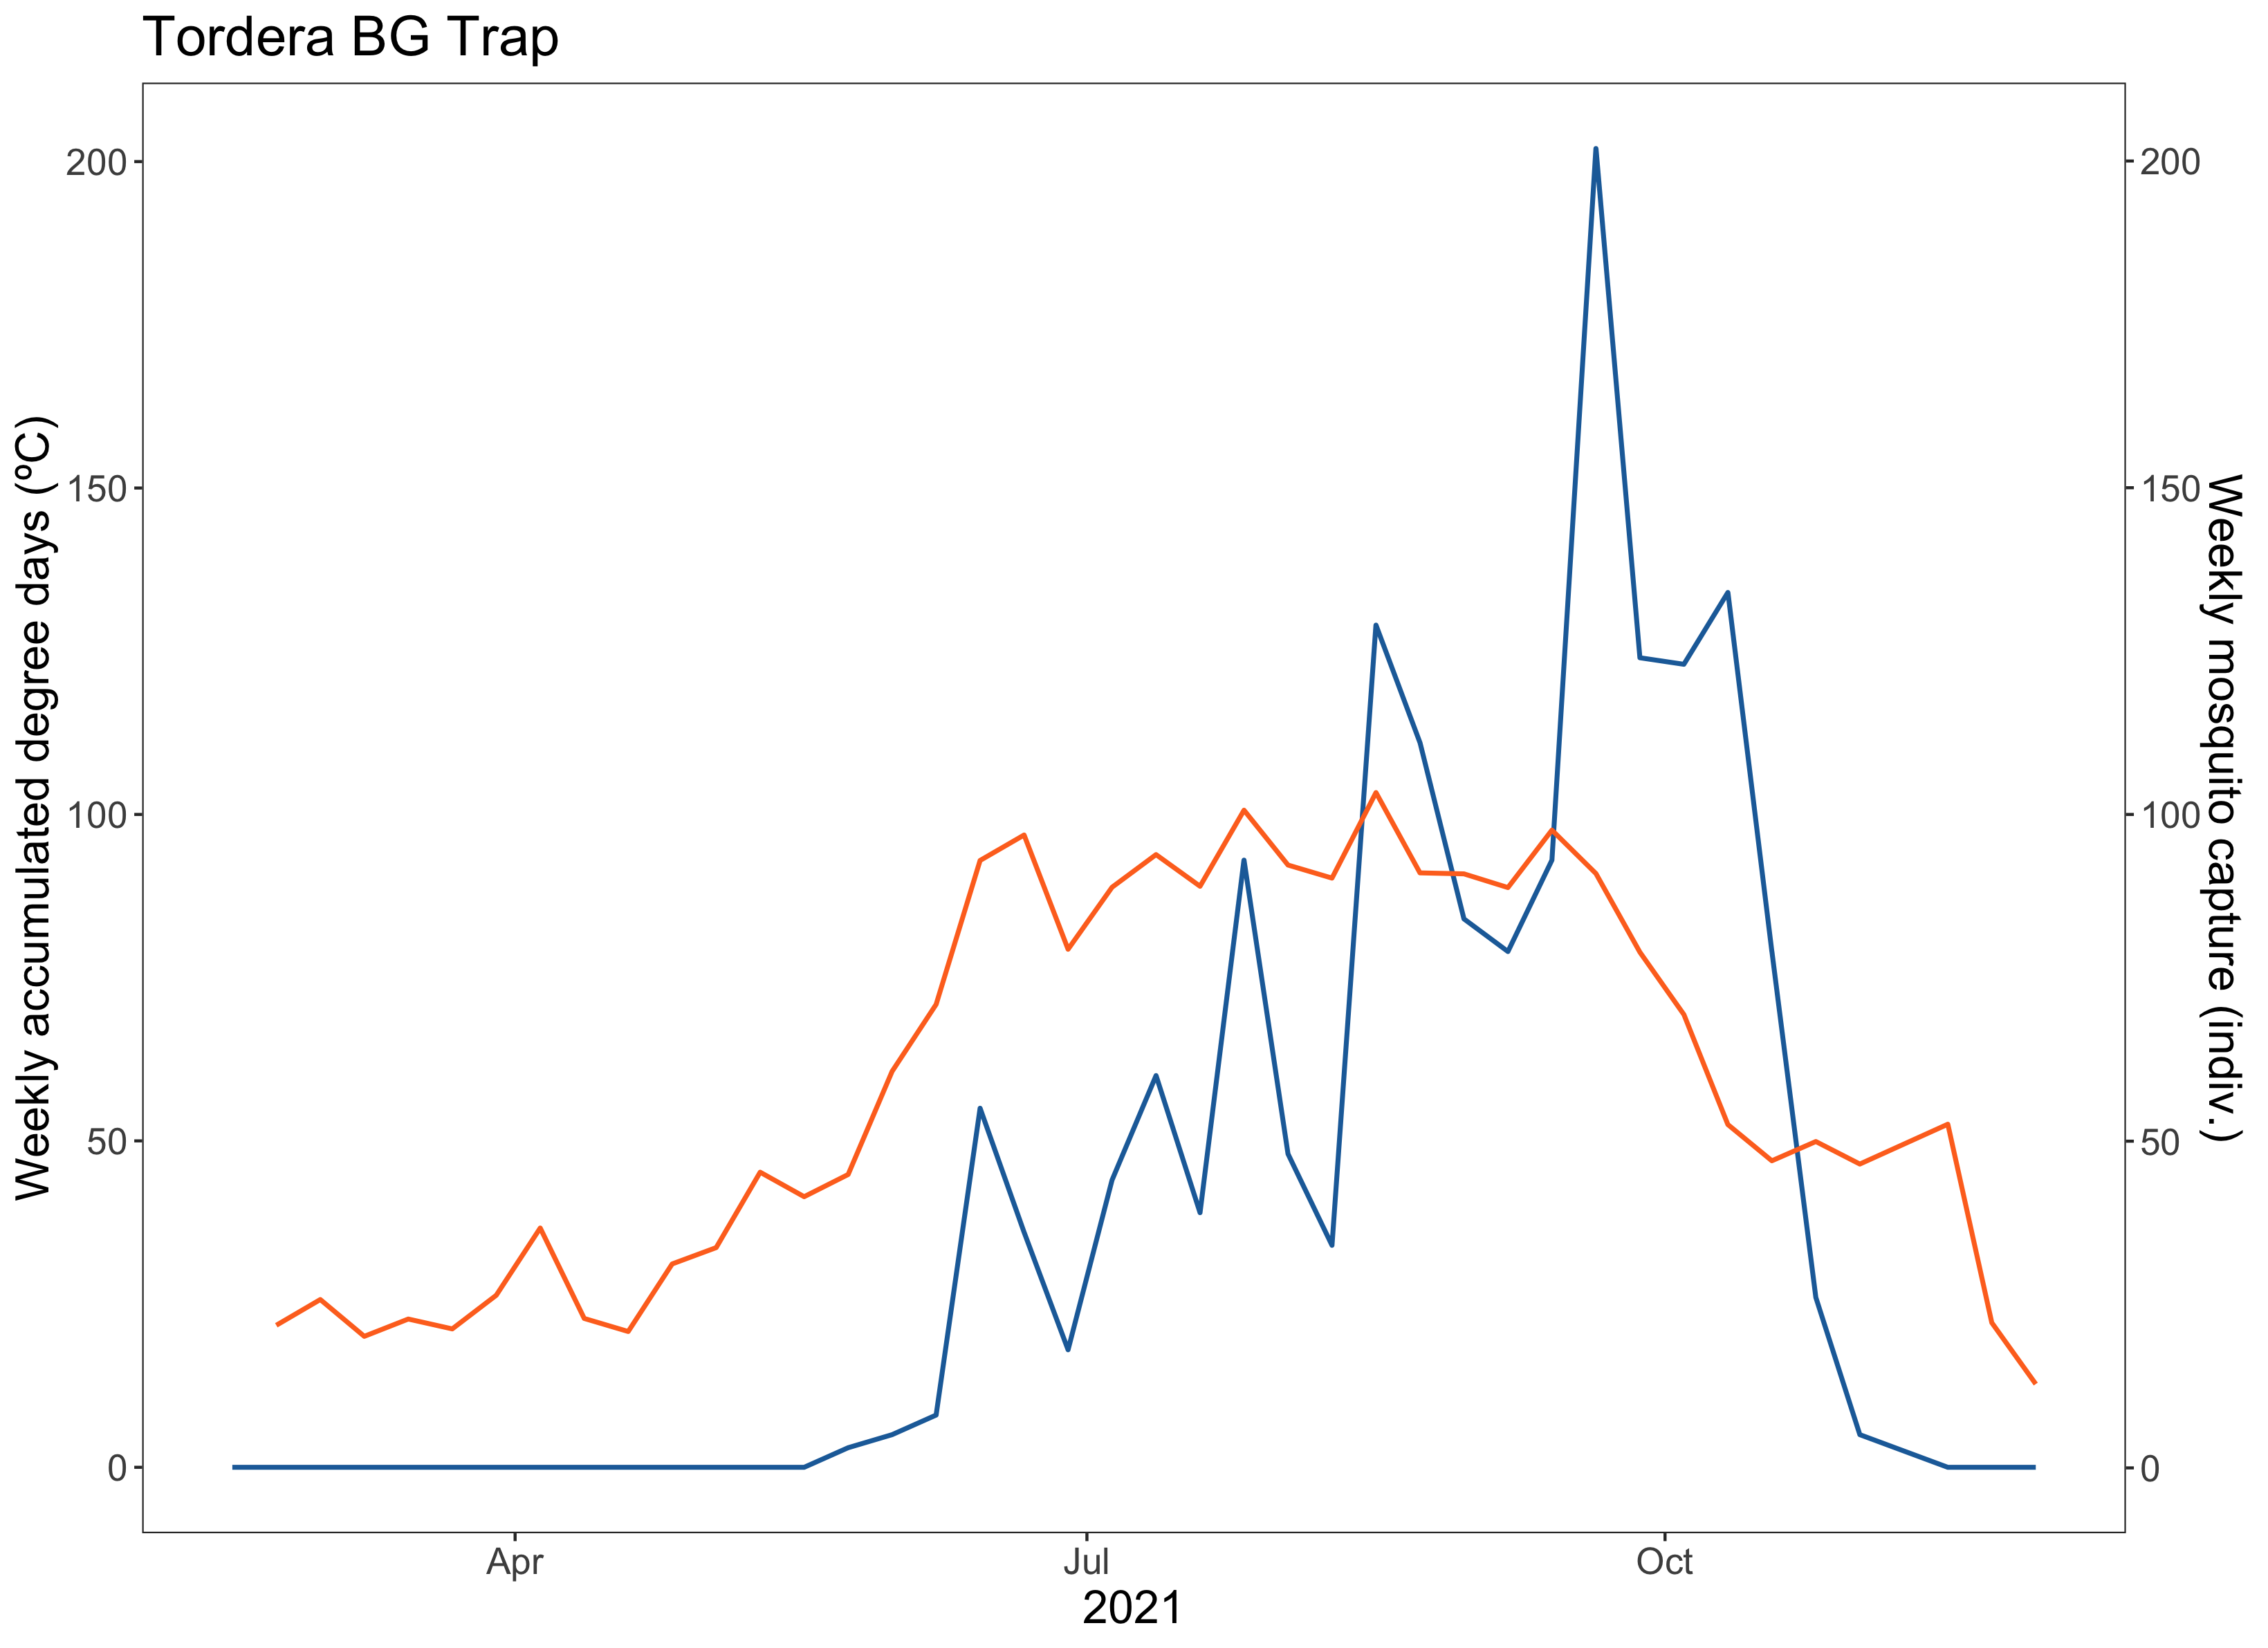 Tordera BG Trap
Weekly accumulated degree days (ºC)
200
150
100
50
0
200
150
100
50
0
Weekly mosquito capture (indiv.)
Apr
Jul
Oct
2021